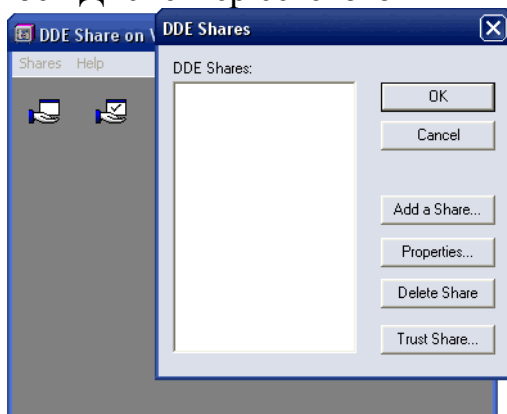 DDE Share on
DDE Shares
Shares Help
DDE Shares:
OK
Cancel
Add a Share...
Properties...
Delete Share
Trust Share...